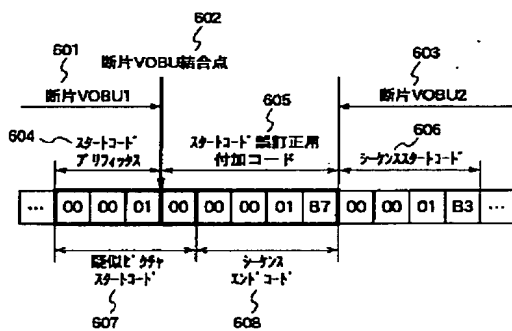 602
601
断片VOBU結合点
603
断片VOBU1
断片VOBU2
605
604
スタートコード
プリフィックス
スタートコード誤訂正用
付加コード
606
シーケンススタートコード
... 00 00 01 00 00 00 01 B7 00 00 01 B3 ...
疑似ピクチャ
スタートコード
シーケンス
エンドコード
607
608